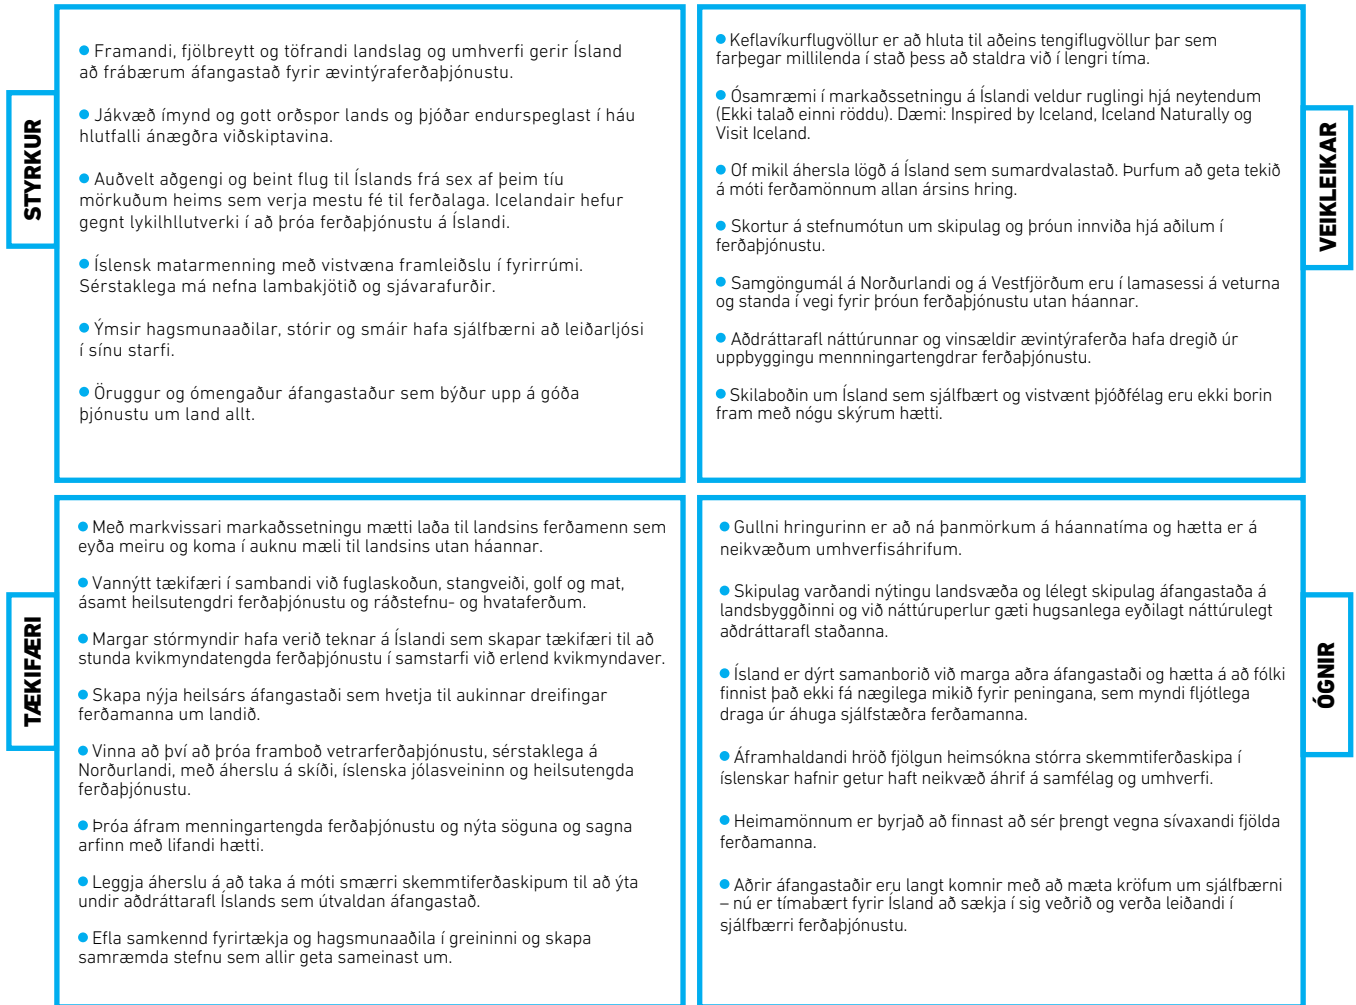 STYRKUR
● Framandi, fjölbreytt og töfrandi landslag og umhverfi gerir Ísland
að frábærum áfangastað fyrir ævintýraferðaþjónustu.
● Jákvæð ímynd og gott orðspor lands og þjóðar endurspeglast í háu
hlutfalli ánægðra viðskiptavina.
● Auðvelt aðgengi og beint flug til Íslands frá sex af þeim tíu
mörkuðum heims sem verja mestu fé til ferðalaga. Icelandair hefur
gegnt lykilhllutverki í að þróa ferðaþjónustu á Íslandi.
● Íslensk matarmenning með vistvæna framleiðslu í fyrirrúmi.
Sérstaklega má nefna lambakjötið og sjávarafurðir.
● Ýmsir hagsmunaaðilar, stórir og smáir hafa sjálfbærni að leiðarljósi
í sínu starfi.
● Öruggur og ómengaður áfangastaður sem býður upp á góða
þjónustu um land allt.
VEIKLEIKAR
● Keflavíkurflugvöllur er að hluta til aðeins tengiflugvöllur þar sem
farþegar millilenda í stað þess að staldra við í lengri tíma.
● Ósamræmi í markaðssetningu á Íslandi veldur ruglingi hjá neytendum
(Ekki talað einni röddu). Dæmi: Inspired by Iceland, Iceland Naturally og
Visit Iceland.
● Of mikil áhersla lögð á Ísland sem sumardvalastað. Þurfum að geta tekið
á móti ferðamönnum allan ársins hring.
● Skortur á stefnumótun um skipulag og þróun innviða hjá aðilum í
ferðaþjónustu.
● Samgöngumál á Norðurlandi og á Vestfjörðum eru í lamasessi á veturna
og standa í vegi fyrir þróun ferðaþjónustu utan háannar.
● Aðdráttarafl náttúrunnar og vinsældir ævintýraferða hafa dregið úr
uppbyggingu mennningartengdrar ferðaþjónustu.
● Skilaboðin um Ísland sem sjálfbært og vistvænt þjóðfélag eru ekki borin
fram með nógu skýrum hætti.
TÆKIFÆRI
● Með markvissari markaðssetningu mætti laða til landsins ferðamenn sem
eyða meiru og koma í auknu mæli til landsins utan háannar.
● Vannýtt tækifæri í sambandi við fuglaskoðun, stangveiði, golf og mat,
ásamt heilsutengdri ferðaþjónustu og ráðstefnu- og hvataferðum.
● Margar stórmyndir hafa verið teknar á Íslandi sem skapar tækifæri til að
stunda kvikmyndatengda ferðaþjónustu í samstarfi við erlend kvikmyndaver.
● Skapa nýja heilsárs áfangastaði sem hvetja til aukinnar dreifingar
ferðamanna um landið.
● Vinna að því að þróa framboð vetrarferðaþjónustu, sérstaklega á
Norðurlandi, með áherslu á skíði, íslenska jólasveininn og heilsutengda
ferðaþjónustu.
● Þróa áfram menningartengda ferðaþjónustu og nýta söguna og sagna
arfinn með lifandi hætti.
● Leggja áherslu á að taka á móti smærri skemmtiferðaskipum til að ýta
undir aðdráttarafl Íslands sem útvaldan áfangastað.
● Efla samkennd fyrirtækja og hagsmunaaðila í greininni og skapa
samræmda stefnu sem allir geta sameinast um.
ÓGNIR
● Gullni hringurinn er að ná þanmörkum á háannatíma og hætta er á
neikvæðum umhverfisáhrifum.
● Skipulag varðandi nýtingu landsvæða og lélegt skipulag áfangastaða á
landsbyggðinni og við náttúruperlur gæti hugsanlega eyðilagt náttúrulegt
aðdráttarafl staðanna.
● Ísland er dýrt samanborið við marga aðra áfangastaði og hætta á að fólki
finnist það ekki fá nægilega mikið fyrir peningana, sem myndi fljótlega
draga úr áhuga sjálfstæðra ferðamanna.
● Áframhaldandi hröð fjölgun heimsókna stórra skemmtiferðaskipa í
íslenskar hafnir getur haft neikvæð áhrif á samfélag og umhverfi.
● Heimamönnum er byrjað að finnast að sér þrengt vegna sívaxandi fjölda
ferðamanna.
● Aðrir áfangastaðir eru langt komnir með að mæta kröfum um sjálfbærni
– nú er tímabært fyrir Ísland að sækja í sig veðrið og verða leiðandi í
sjálfbærri ferðaþjónustu.